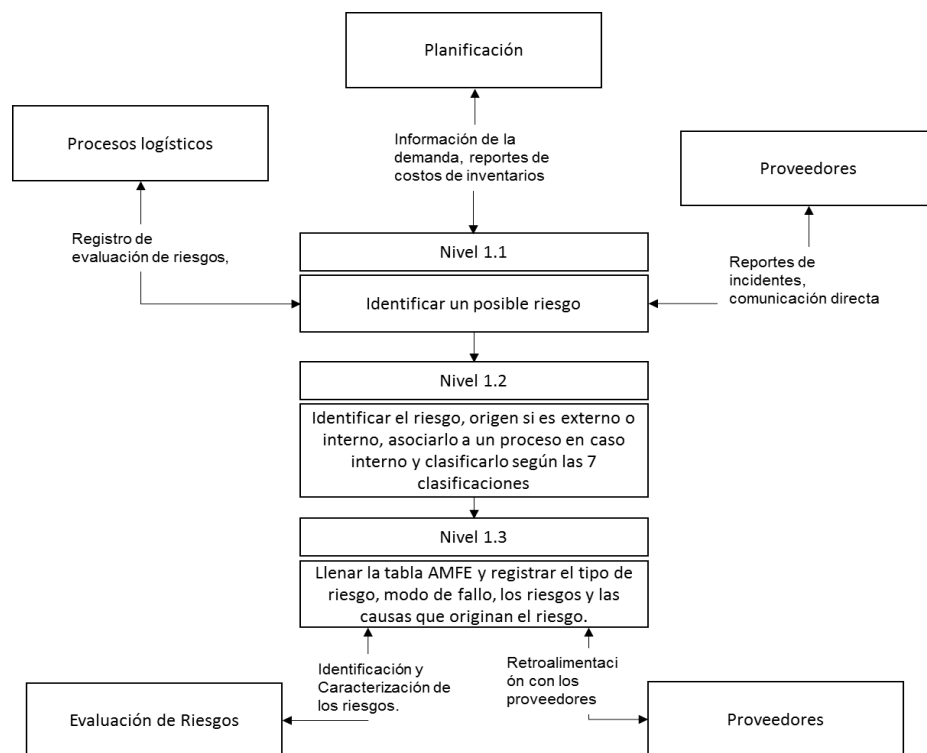 Planificación
Procesos logísticos
Información de la
demanda, reportes de
costos de inventarios
Proveedores
Registro de
evaluación de riesgos,
Nivel 1.1
Identificar un posible riesgo
Reportes de
incidentes,
comunicación directa
Nivel 1.2
Identificar el riesgo, origen si es externo o
interno, asociarlo a un proceso en caso
interno y clasificarlo según las 7
clasificaciones
Nivel 1.3
Llenar la tabla AMFE y registrar el tipo de
riesgo, modo de fallo, los riesgos y las
causas que originan el riesgo.
Identificación y
Caracterización de
los riesgos.
Retroalimentaci
ón con los
proveedores
Evaluación de Riesgos
Proveedores